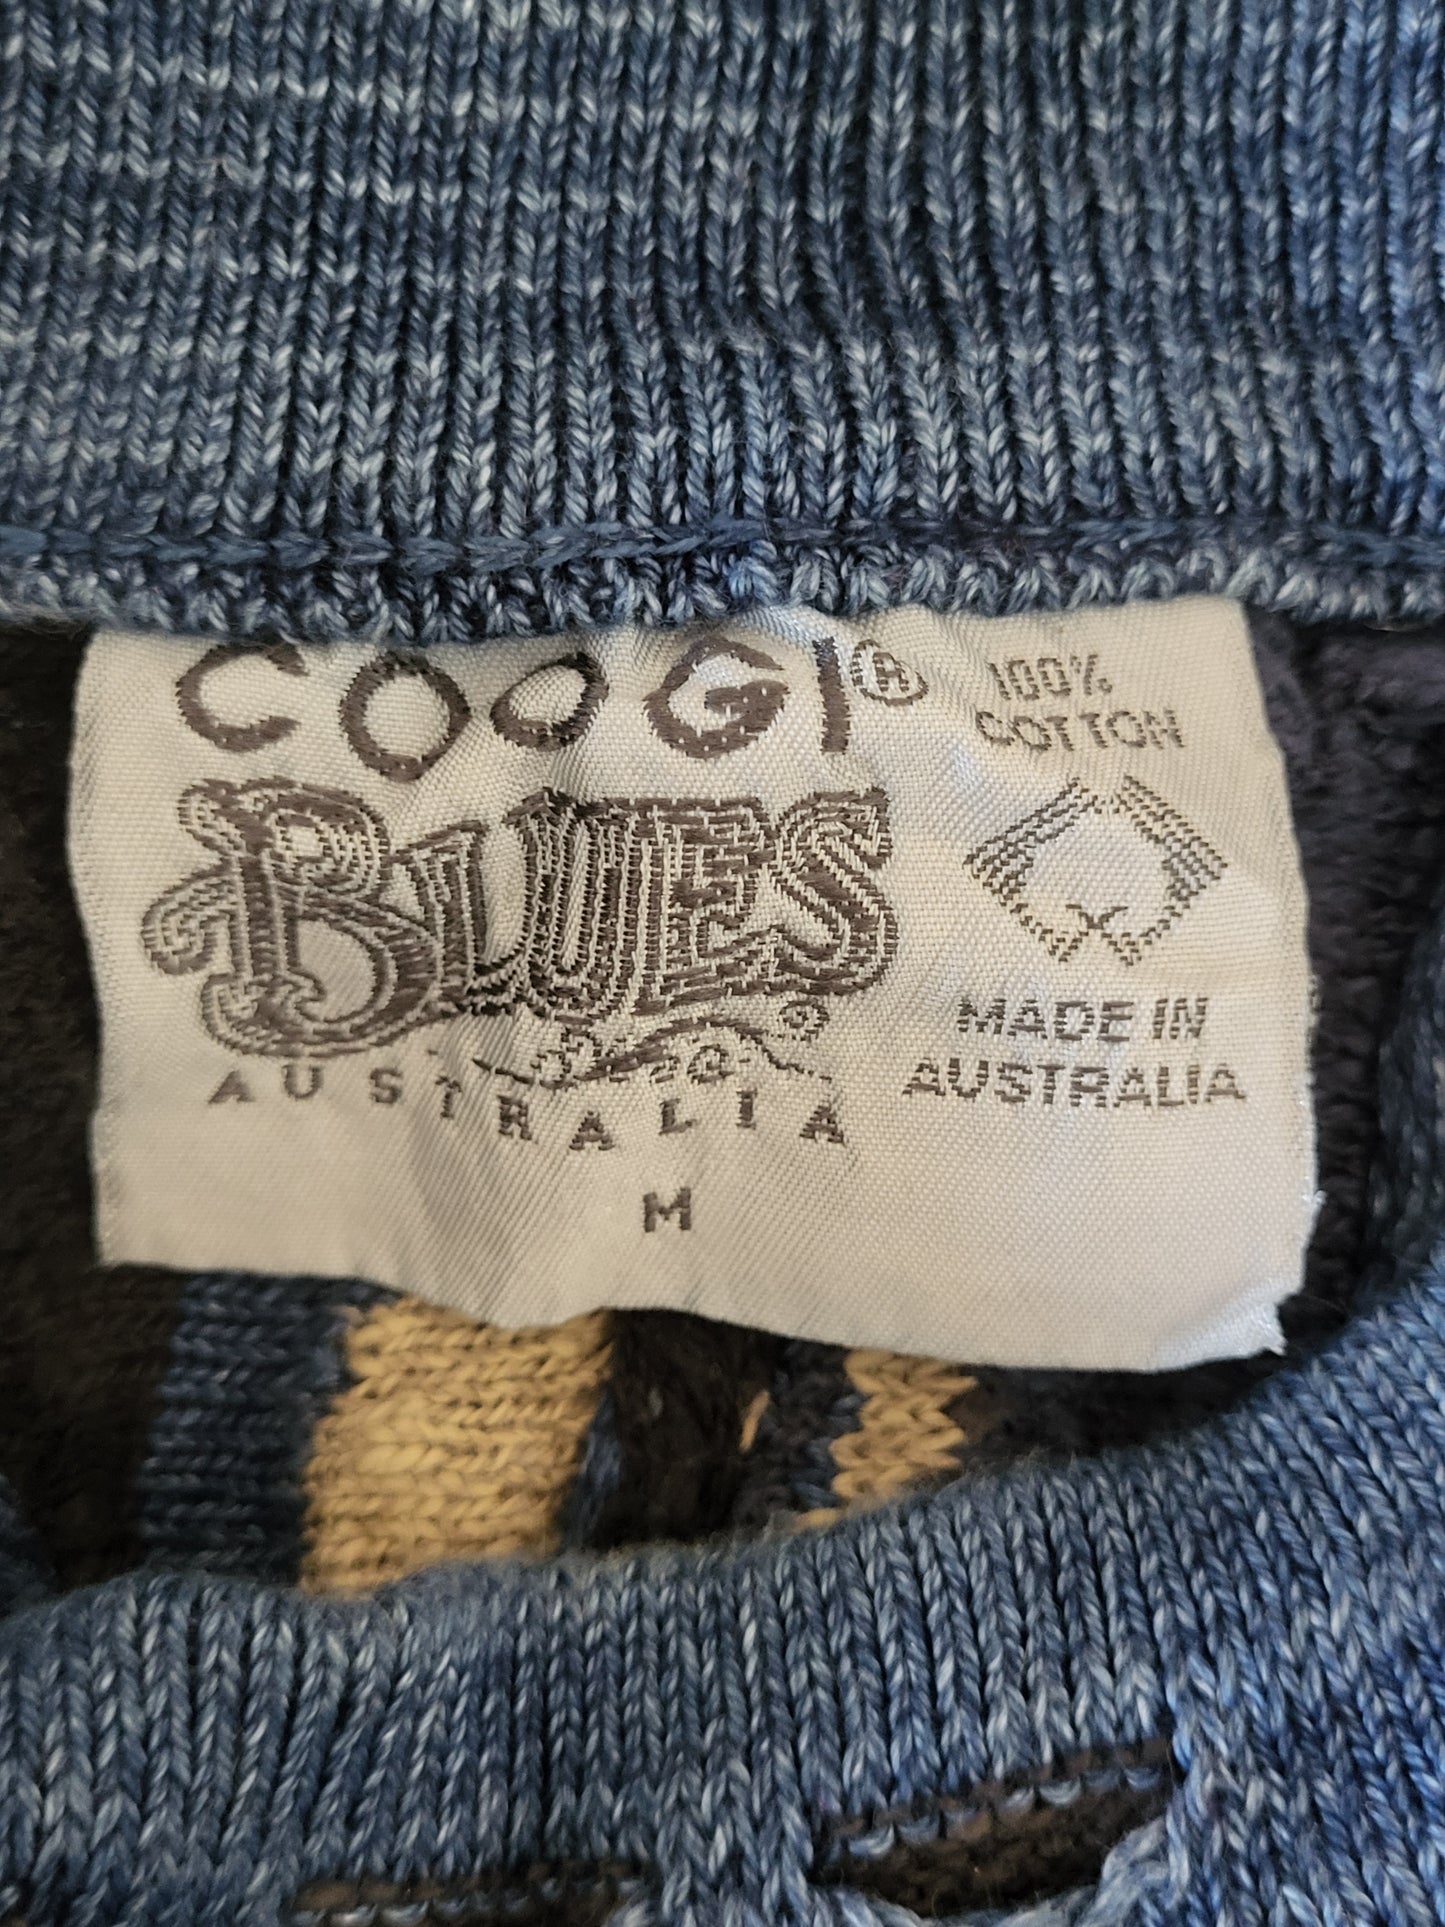 COOGI®
BLUES
AUSTRALIA
M
100%
COTTON
MADE IN
AUSTRALIA